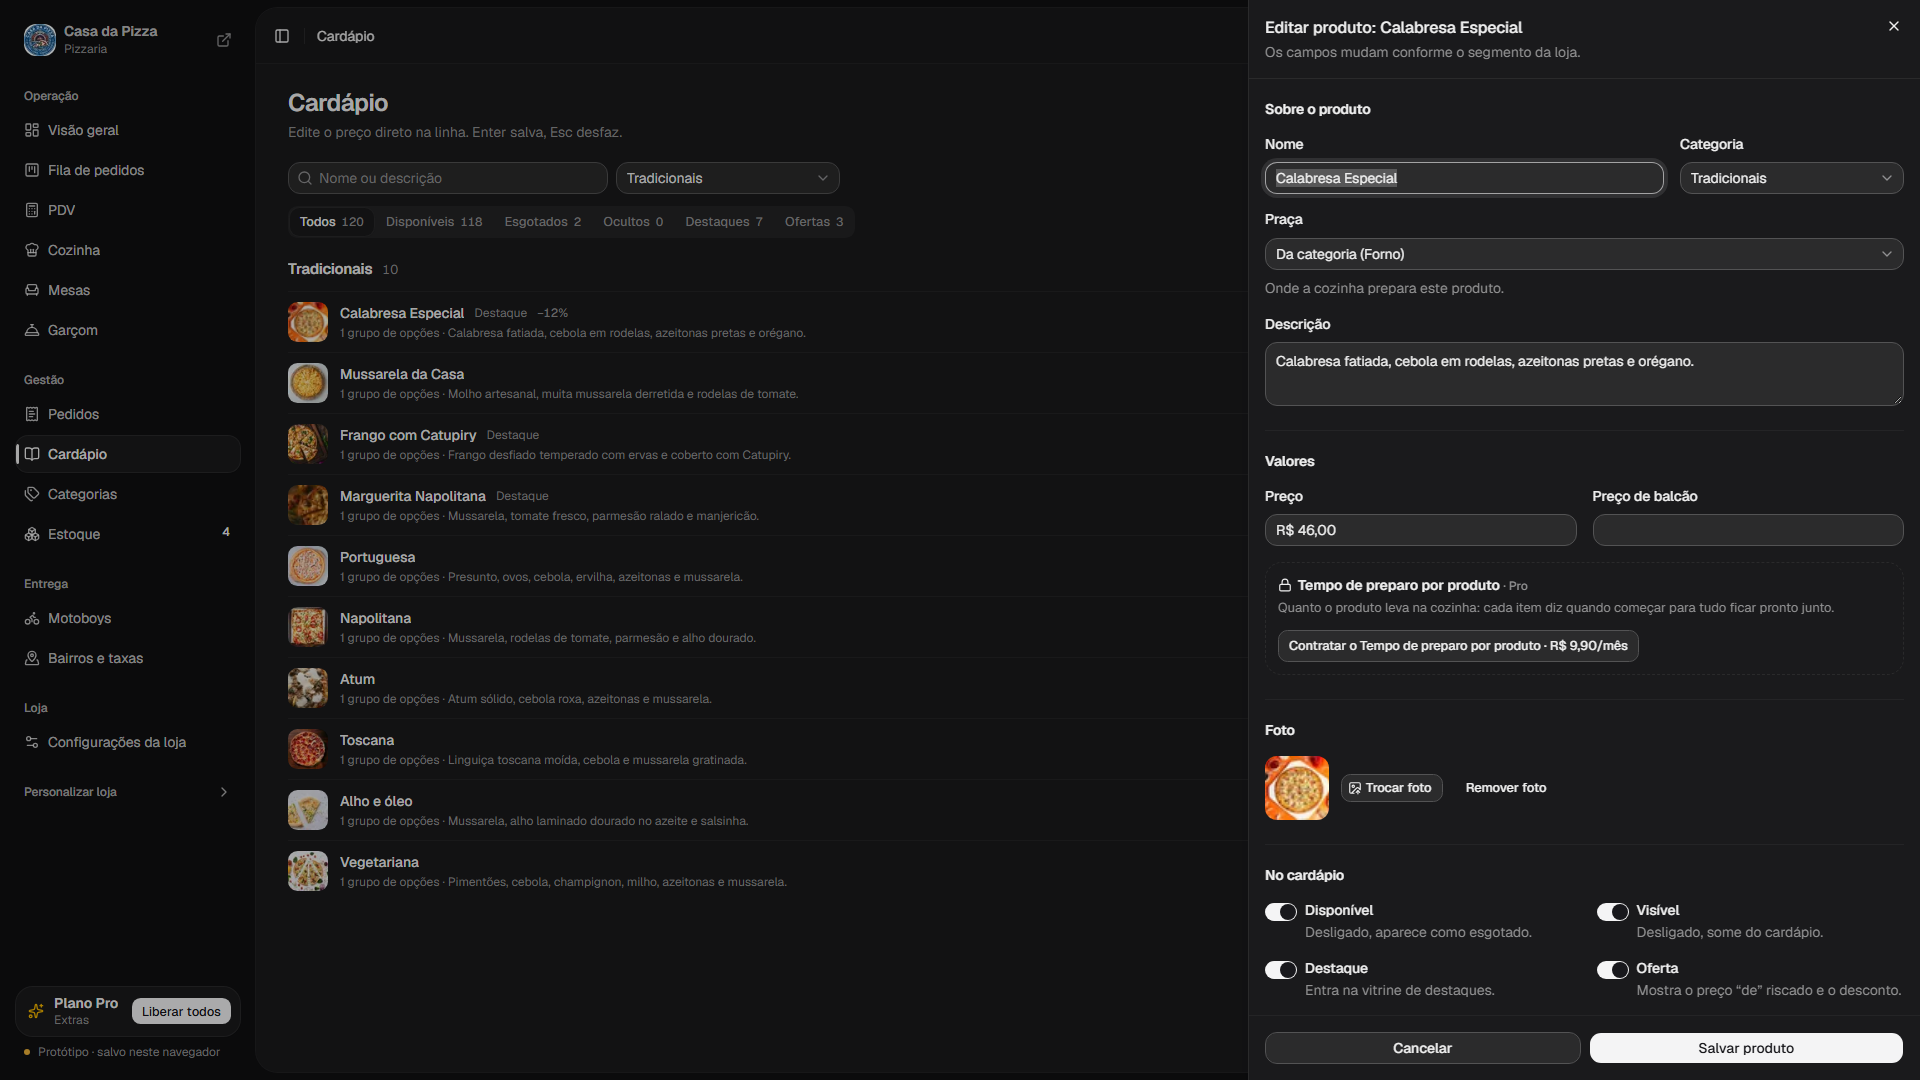 Casa da Pizza
Pizzaria
Operação
Visão geral
Fila de pedidos
PDV
Cozinha
Mesas
Garçom
Gestão
Pedidos
Cardápio
Categorias
Estoque 4
Entrega
Motoboys
Bairros e taxas
Loja
Configurações da loja
Personalizar loja
Plano Pro
Extras
Liberar todos
Protótipo · salvo neste navegador
Cardápio
Cardápio
Edite o preço direto na linha. Enter salva, Esc desfaz.
Nome ou descrição
Tradicionais
Todos 120 Disponíveis 118 Esgotados 2 Ocultos 0 Destaques 7 Ofertas 3
Tradicionais 10
Calabresa Especial Destaque −12%
1 grupo de opções · Calabresa fatiada, cebola em rodelas, azeitonas pretas e orégano.
Mussarela da Casa
1 grupo de opções · Molho artesanal, muita mussarela derretida e rodelas de tomate.
Frango com Catupiry Destaque
1 grupo de opções · Frango desfiado temperado com ervas e coberto com Catupiry.
Marguerita Napolitana Destaque
1 grupo de opções · Mussarela, tomate fresco, parmesão ralado e manjericão.
Portuguesa
1 grupo de opções · Presunto, ovos, cebola, ervilha, azeitonas e mussarela.
Napolitana
1 grupo de opções · Mussarela, rodelas de tomate, parmesão e alho dourado.
Atum
1 grupo de opções · Atum sólido, cebola roxa, azeitonas e mussarela.
Toscana
1 grupo de opções · Linguiça toscana moída, cebola e mussarela gratinada.
Alho e óleo
1 grupo de opções · Mussarela, alho laminado dourado no azeite e salsinha.
Vegetariana
1 grupo de opções · Pimentões, cebola, champignon, milho, azeitonas e mussarela.
Editar produto: Calabresa Especial
Os campos mudam conforme o segmento da loja.
Sobre o produto
Nome
Calabresa Especial
Categoria
Tradicionais
Praça
Da categoria (Forno)
Onde a cozinha prepara este produto.
Descrição
Calabresa fatiada, cebola em rodelas, azeitonas pretas e orégano.
Valores
Preço
R$ 46,00
Preço de balcão
Tempo de preparo por produto · Pro
Quanto o produto leva na cozinha: cada item diz quando começar para tudo ficar pronto junto.
Contratar o Tempo de preparo por produto · R$ 9,90/mês
Foto
Trocar foto
Remover foto
No cardápio
Disponível
Desligado, aparece como esgotado.
Visível
Desligado, some do cardápio.
Destaque
Entra na vitrine de destaques.
Oferta
Mostra o preço “de” riscado e o desconto.
Cancelar
Salvar produto